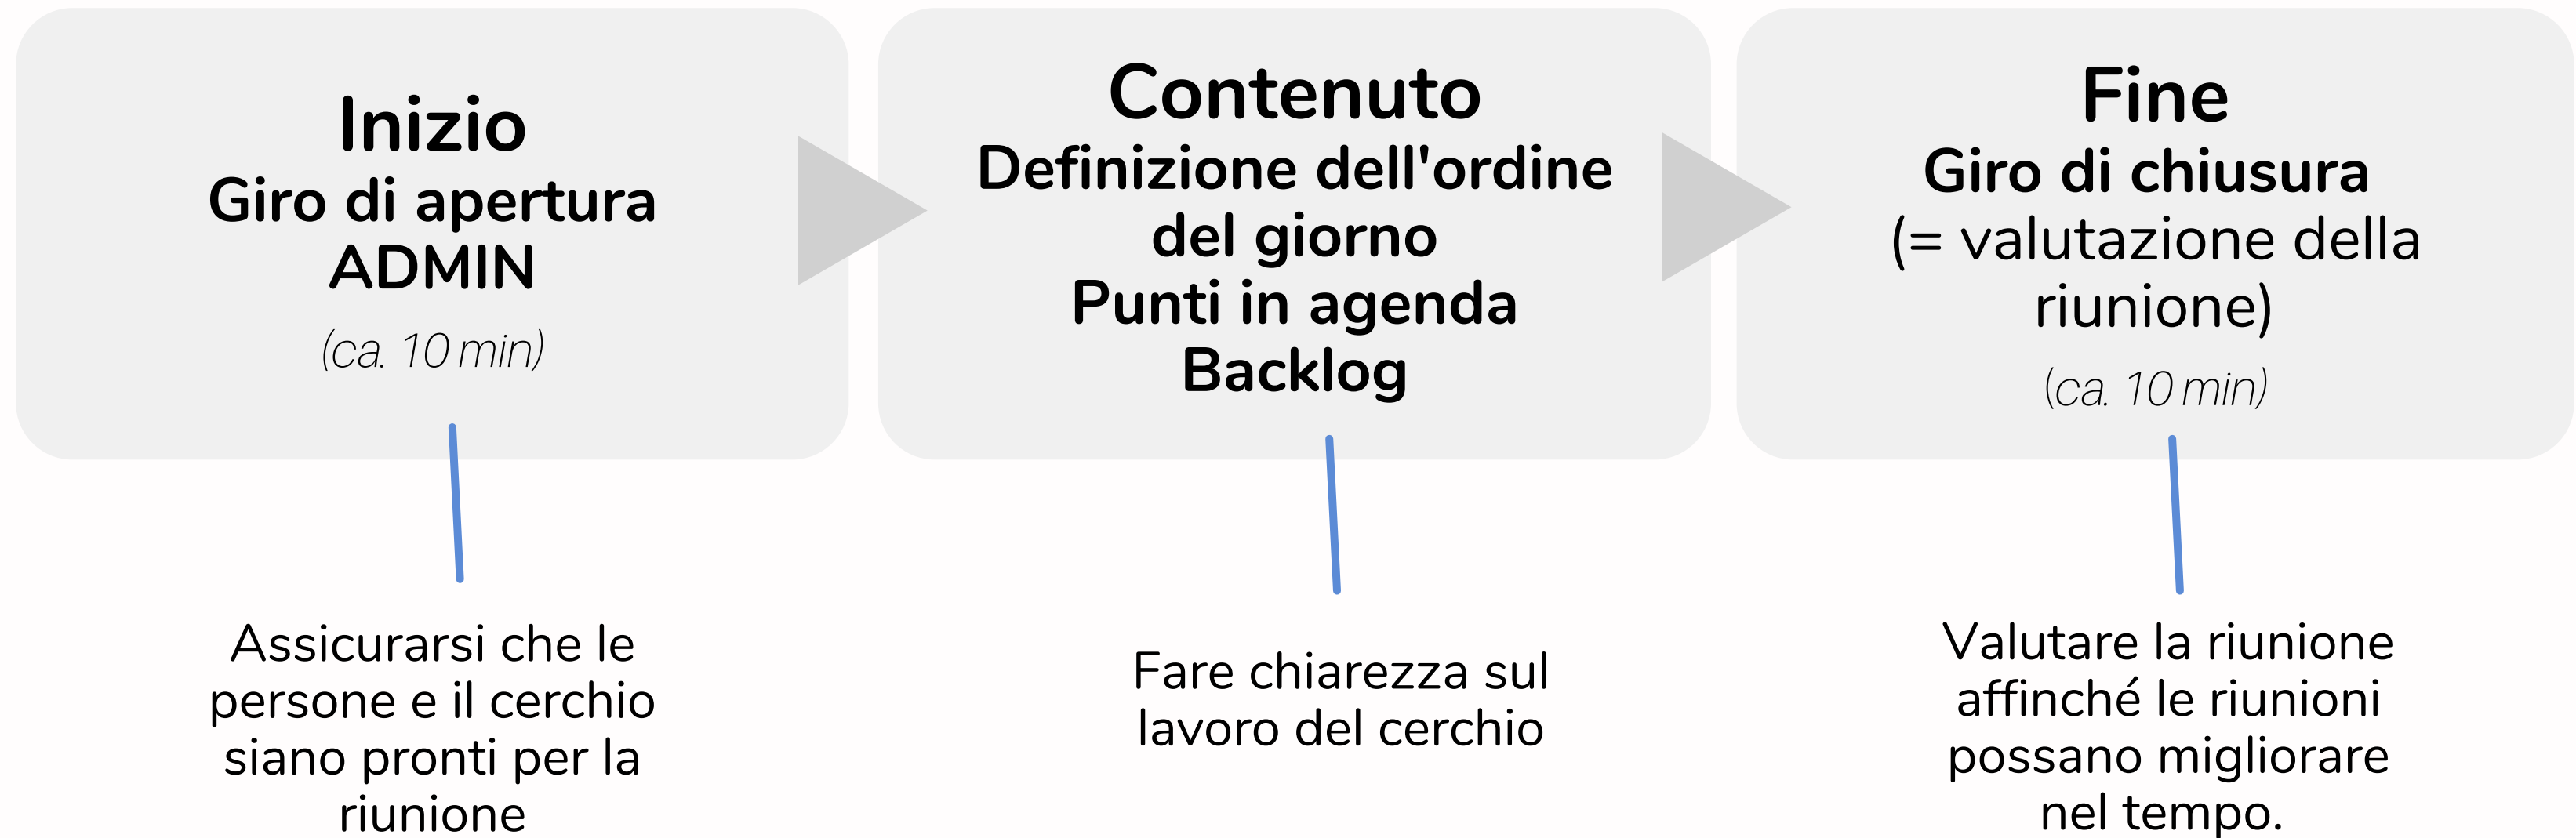 Inizio
Giro di apertura
ADMIN
(ca. 10 min)
Contenuto
Definizione dell'ordine
del giorno
Punti in agenda
Backlog
Fine
Giro di chiusura
(= valutazione della
riunione)
(ca. 10 min)
Assicurarsi che le
persone e il cerchio
siano pronti per la
riunione
Fare chiarezza sul
lavoro del cerchio
Valutare la riunione
affinché le riunioni
possano migliorare
nel tempo.